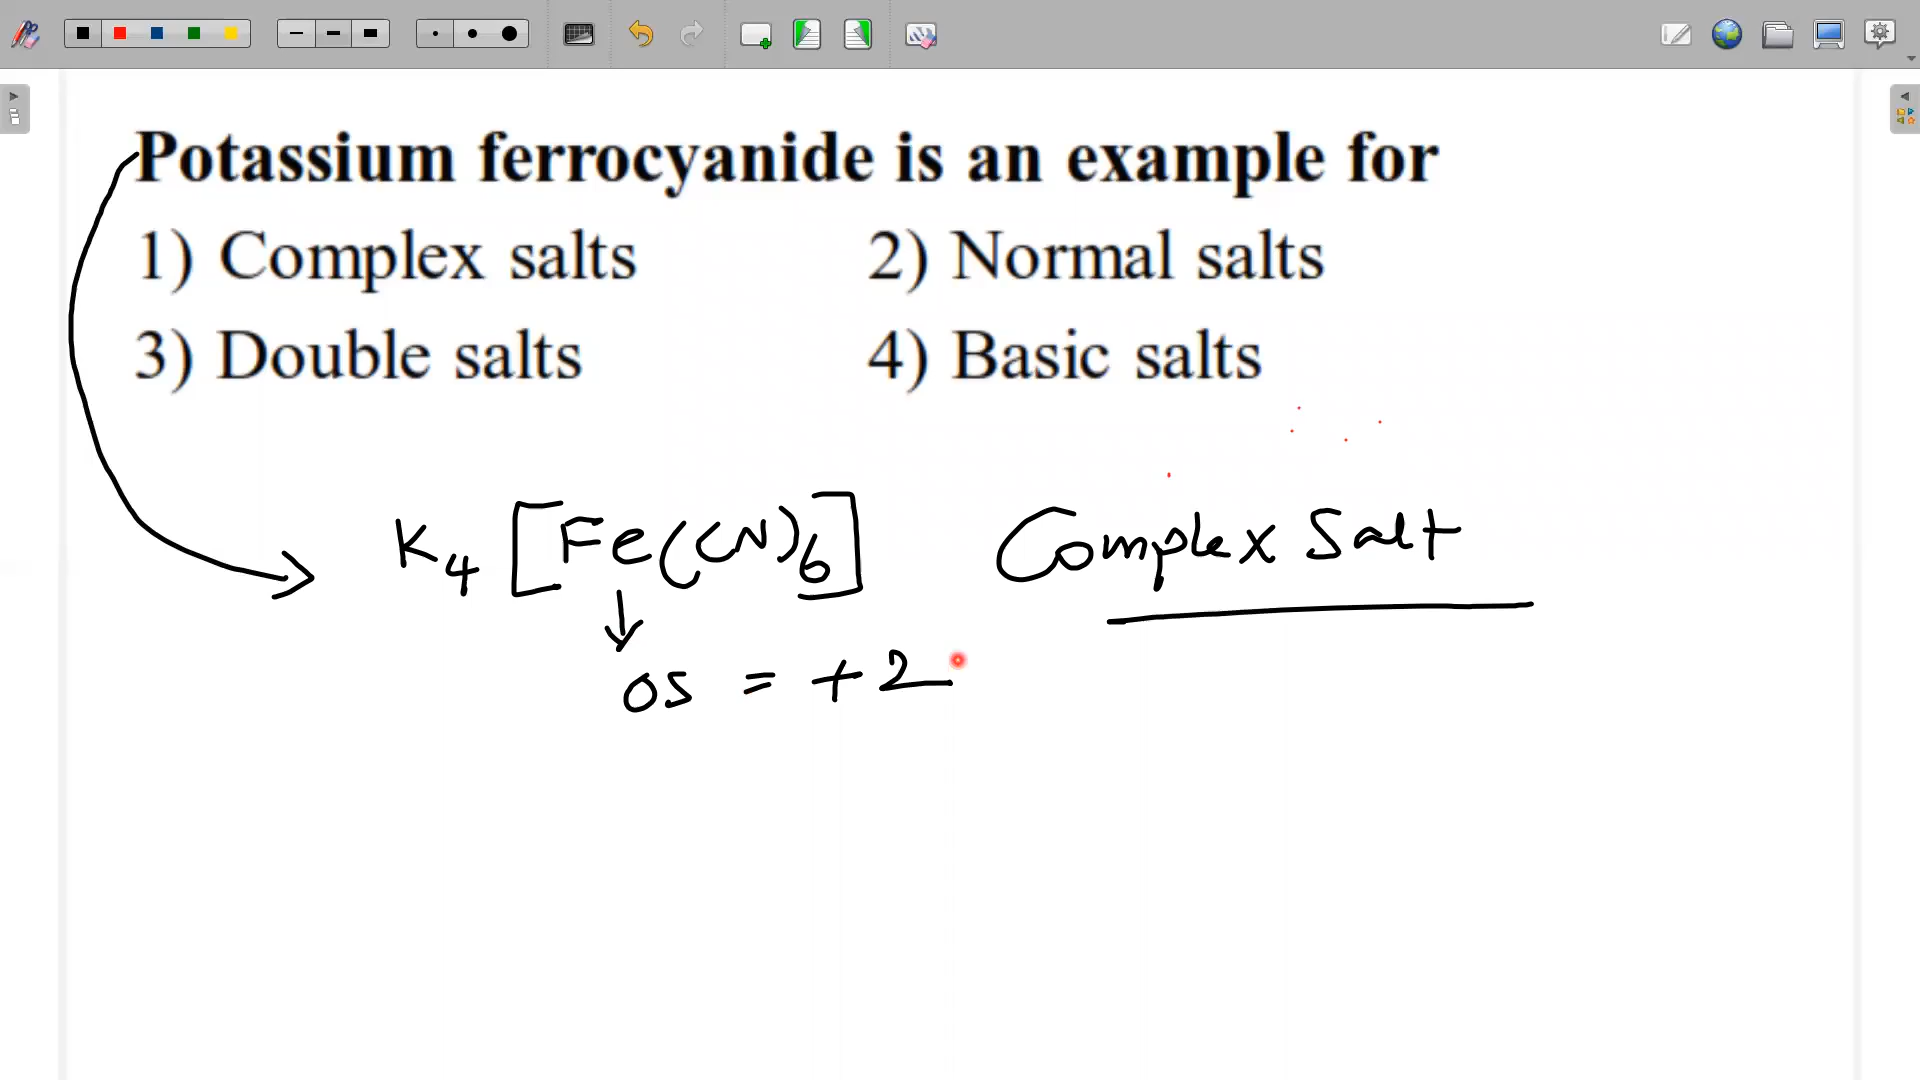 Potassium ferrocyanide is an example for
1) Complex salts 2) Normal salts
3) Double salts 4) Basic salts
K4 [Fe(CN)6] Complex Salt
OS = +2